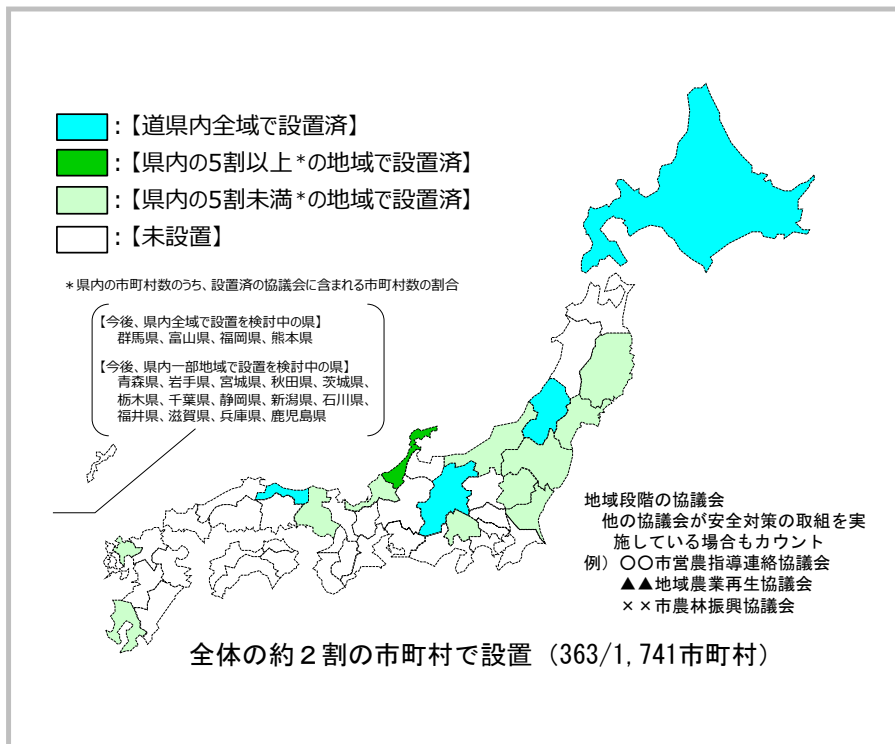 ：【道県内全域で設置済】
：【県内の5割以上*の地域で設置済】
：【県内の5割未満*の地域で設置済】
：【未設置】
*県内の市町村数のうち、設置済の協議会に含まれる市町村数の割合
【今後、県内全域で設置を検討中の県】
群馬県、富山県、福岡県、熊本県
【今後、県内一部地域で設置を検討中の県】
青森県、岩手県、宮城県、秋田県、茨城県、
栃木県、千葉県、静岡県、新潟県、石川県、
福井県、滋賀県、兵庫県、鹿児島県
地域段階の協議会
他の協議会が安全対策の取組を実
施している場合もカウント
例）○○市営農指導連絡協議会
▲▲地域農業再生協議会
××市農林振興協議会
全体の約２割の市町村で設置（363/1,741市町村）